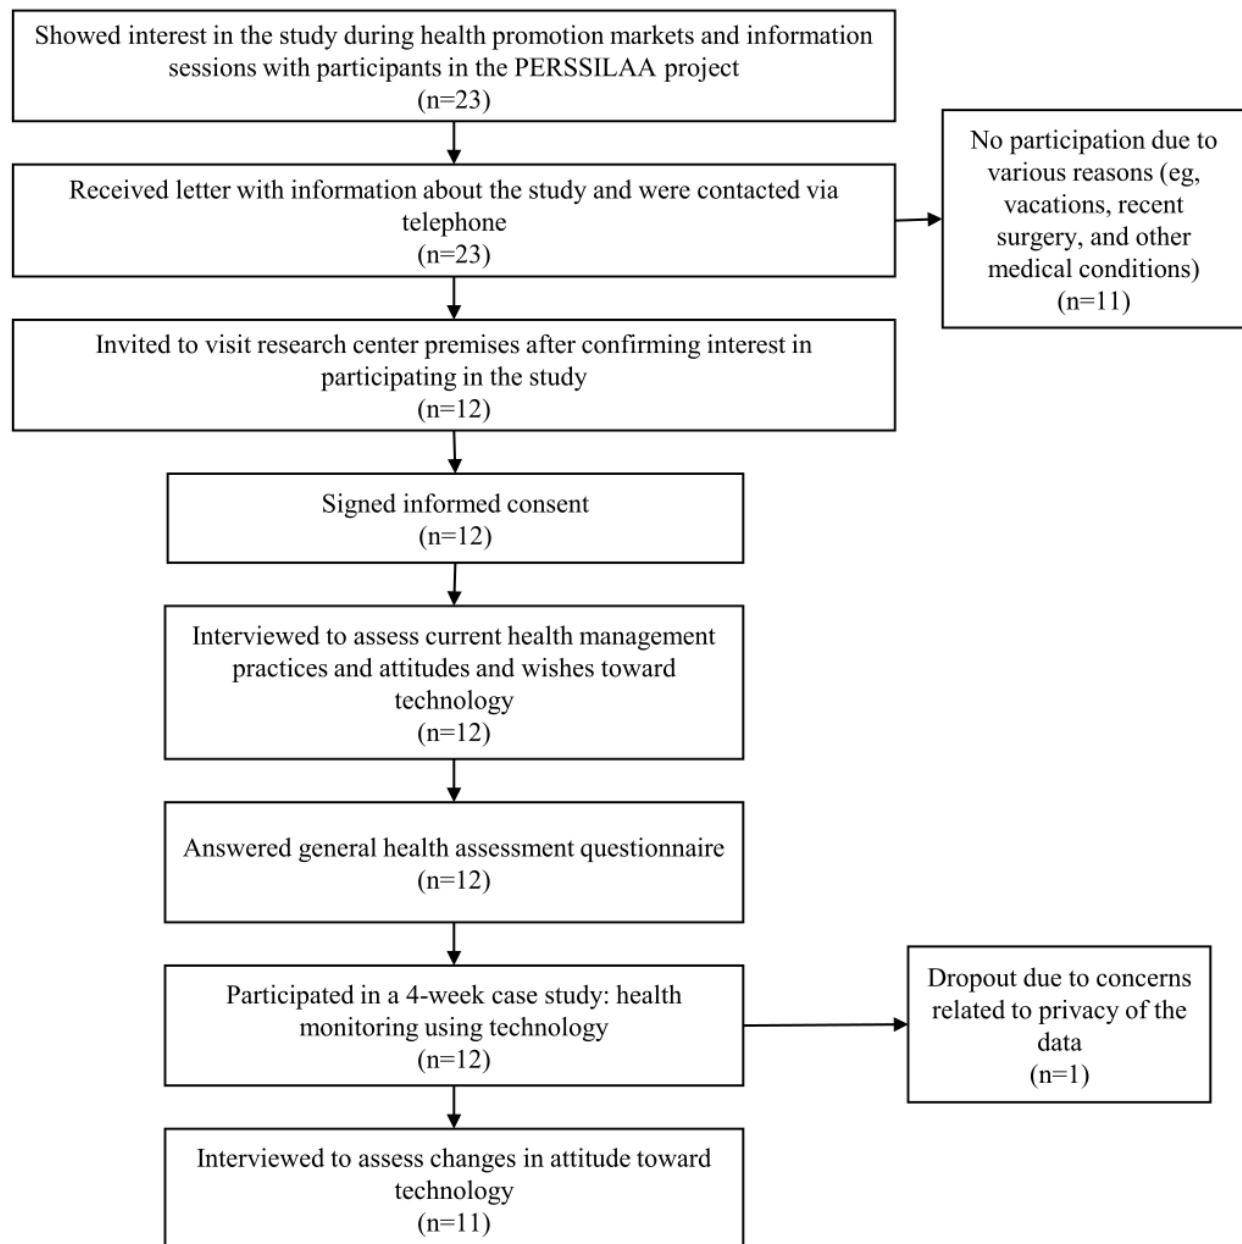 Showed interest in the study during health promotion markets and information
sessions with participants in the PERSSILAA project
(n=23)
Received letter with information about the study and were contacted via
telephone
(n=23)
No participation due to
various reasons (eg,
vacations, recent
surgery, and other
medical conditions)
(n=11)
Invited to visit research center premises after confirming interest in
participating in the study
(n=12)
Signed informed consent
(n=12)
Interviewed to assess current health management
practices and attitudes and wishes toward
technology
(n=12)
Answered general health assessment questionnaire
(n=12)
Participated in a 4-week case study: health
monitoring using technology
(n=12)
Dropout due to concerns
related to privacy of the
data
(n=1)
Interviewed to assess changes in attitude toward
technology
(n=11)